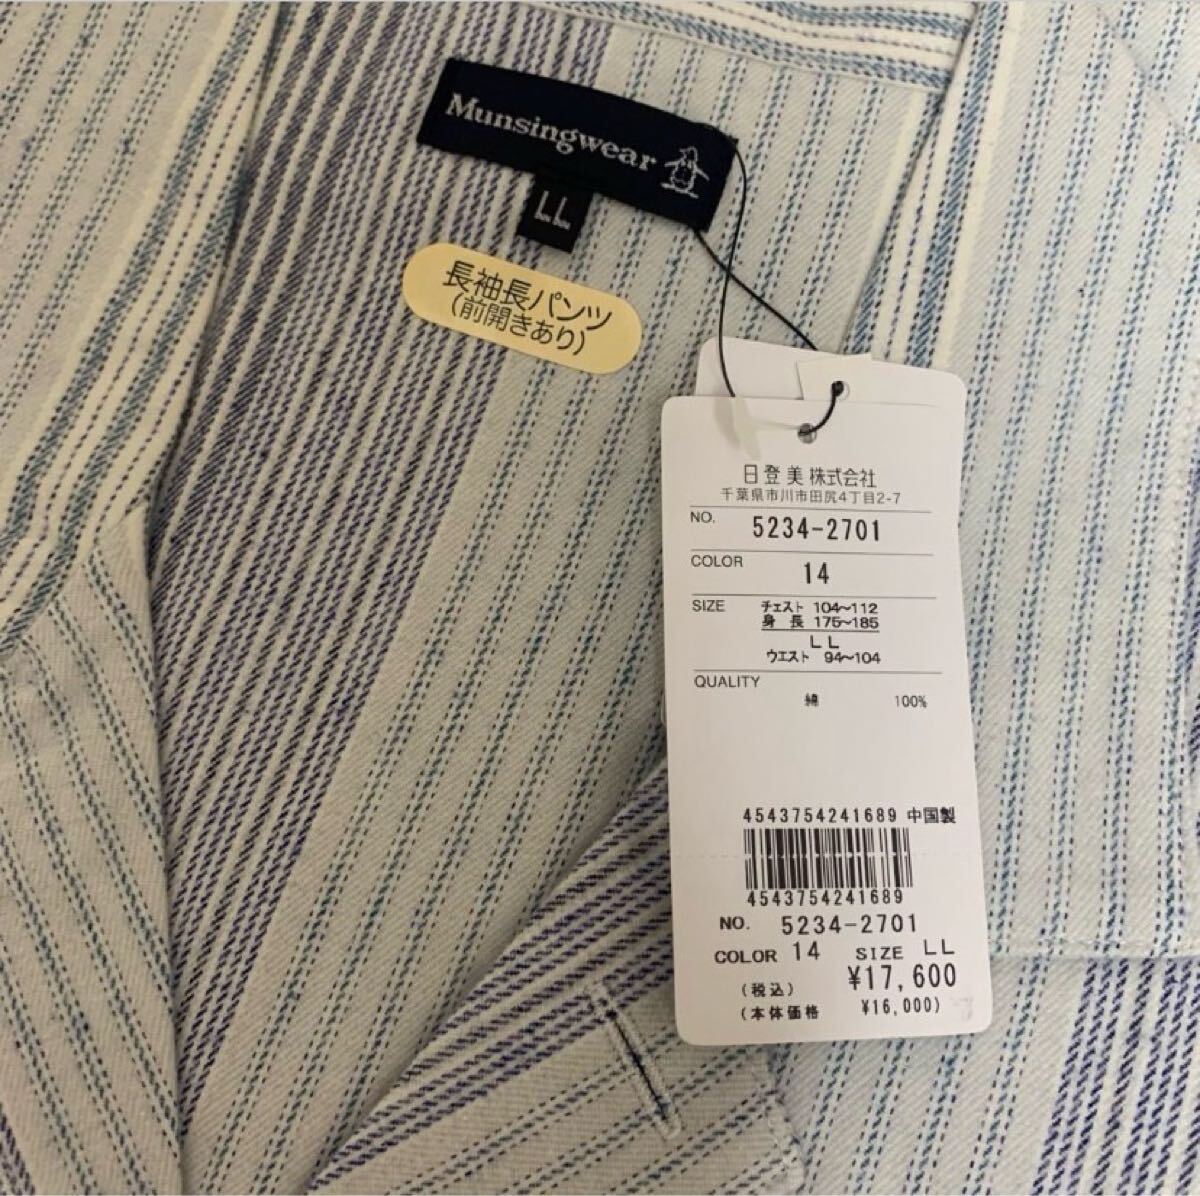 Munsingwear
LL
長袖長パンツ
(前開きあり)
日登美株式会社
千葉県市川市田尻4丁目2-7
NO. 5234-2701
COLOR 14
SIZE チェスト 104~112
身長 175~185
LL
ウエスト 94~104
QUALITY
綿 100%
4543754241689 中国製
4543754241689
NO. 5234-2701
COLOR 14 SIZE LL
(税込) ¥17,600
(本体価格 ¥16,000)